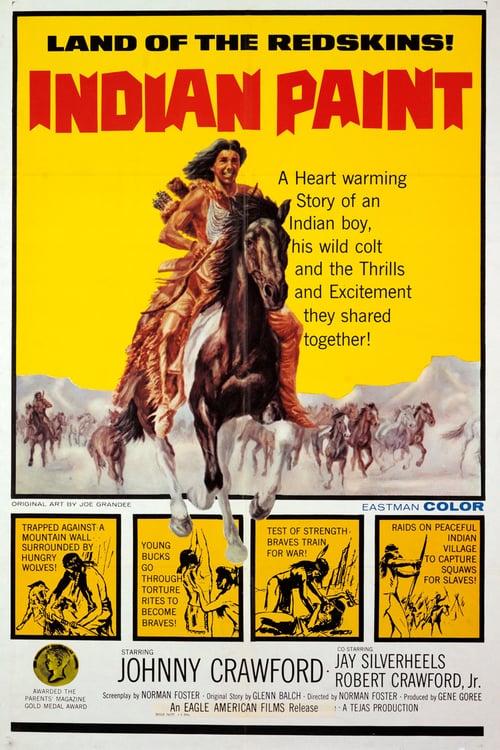 LAND OF THE REDSKINS!
INDIAN PAINT
A Heart warming
Story of an
Indian boy,
his wild colt
and the Thrills
and Excitement
they shared
together!
ORIGINAL ART BY JOE GRANDEE
EASTMAN COLOR
TRAPPED AGAINST A
MOUNTAIN WALL -
SURROUNDED BY
HUNGRY
WOLVES!
YOUNG
BUCKS
GO
THROUGH
TORTURE
RITES TO
BECOME
BRAVES!
TEST OF STRENGTH-
BRAVES TRAIN
FOR WAR!
RAIDS ON PEACEFUL
INDIAN
VILLAGE
TO CAPTURE
SQUAWS
FOR SLAVES!
AWARDED THE
PARENTS' MAGAZINE
GOLD MEDAL AWARD
STARRING
JOHNNY CRAWFORD ·
CO-STARRING
JAY SILVERHEELS
ROBERT CRAWFORD, Jr.
Screenplay by NORMAN FOSTER · Original Story by GLENN BALCH · Directed by NORMAN FOSTER · Produced by GENE GOREE
An EAGLE AMERICAN FILMS Release · A TEJAS PRODUCTION